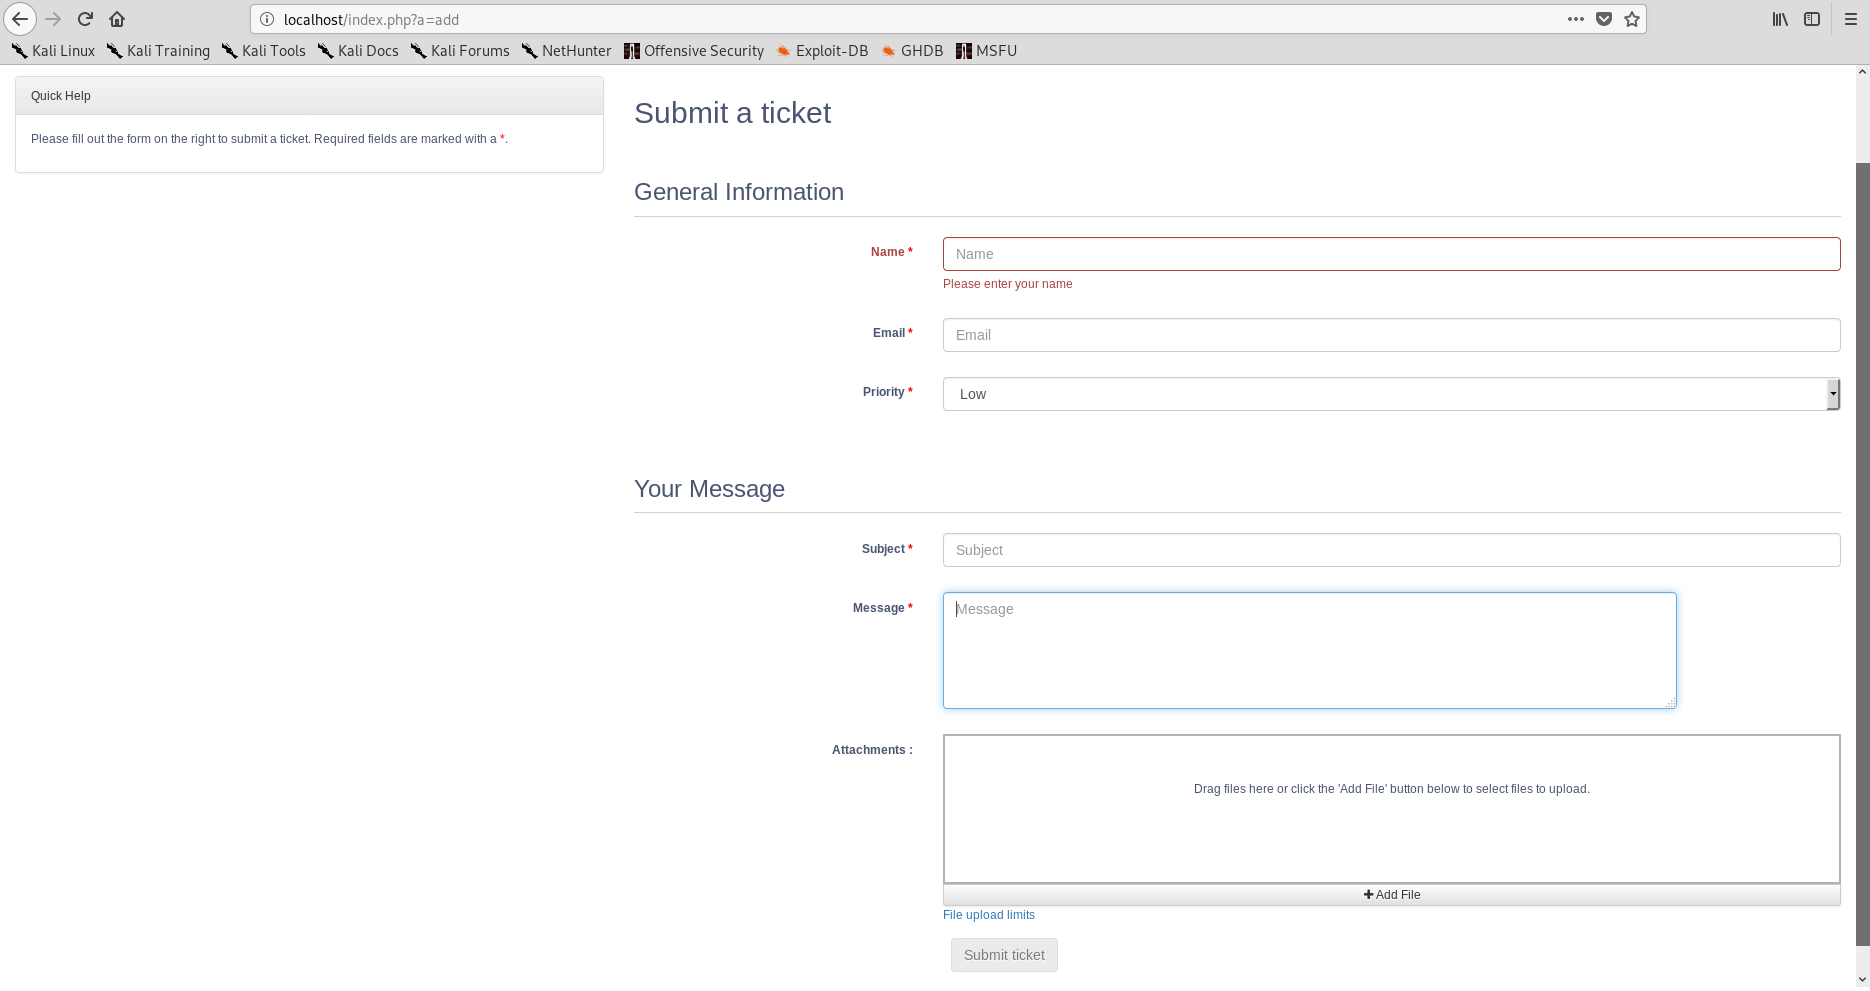 localhost/index.php?a=add
Kali Linux Kali Training Kali Tools Kali Docs Kali Forums NetHunter Offensive Security Exploit-DB GHDB MSFU
Quick Help
Please fill out the form on the right to submit a ticket. Required fields are marked with a *.
Submit a ticket
General Information
Name * Name
Please enter your name
Email * Email
Priority * Low
Your Message
Subject * Subject
Message * Message
Attachments :
Drag files here or click the 'Add File' button below to select files to upload.
Add File
File upload limits
Submit ticket